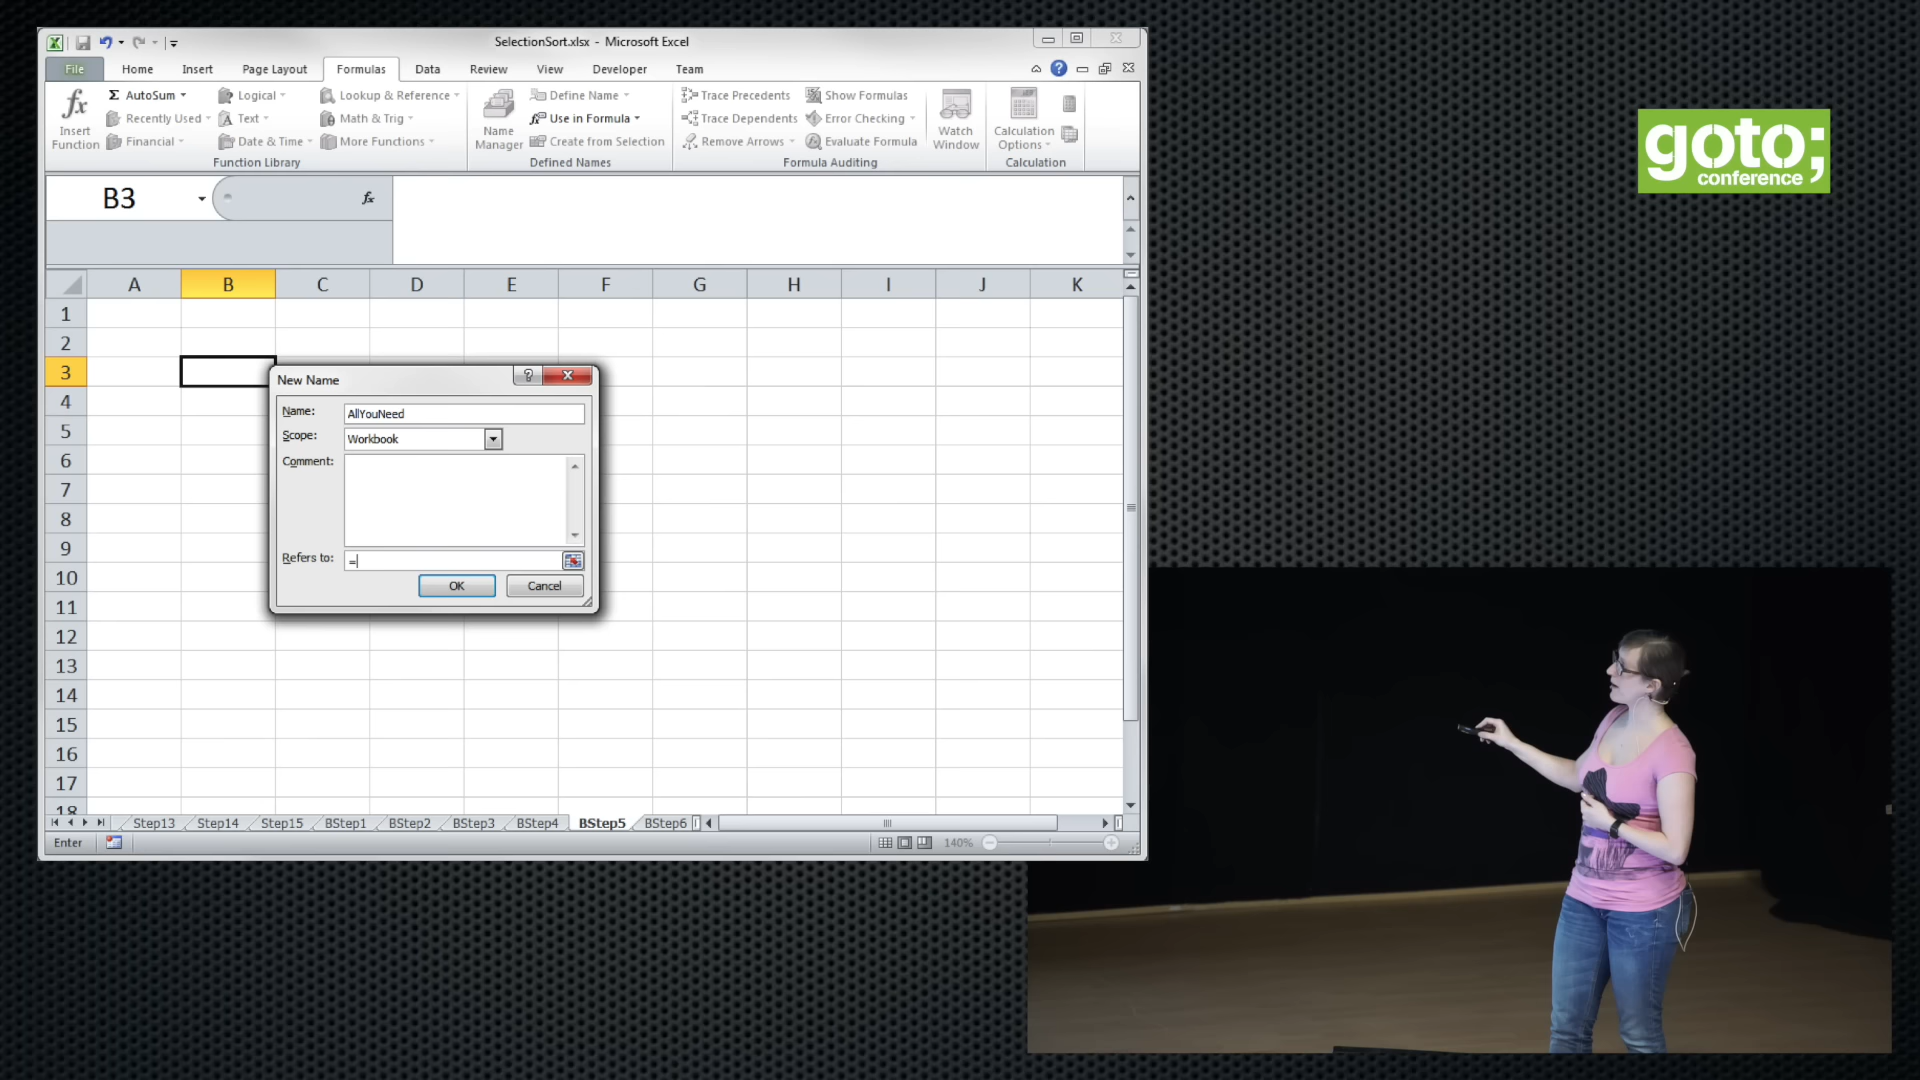 SelectionSort.xlsx - Microsoft Excel
File Home Insert Page Layout Formulas Data Review View Developer Team
fx Σ AutoSum Logical Lookup & Reference Define Name Trace Precedents Show Formulas
Recently Used Text Math & Trig Use in Formula Trace Dependents Error Checking
Insert Function Financial Date & Time More Functions Name Manager Create from Selection Remove Arrows Evaluate Formula Watch Window Calculation Options
Function Library Defined Names Formula Auditing Calculation
B3 = fx
A B C D E F G H I J K
1
2
3
4
5
6
7
8
9
10
11
12
13
14
15
16
17
18
New Name
Name: AllYouNeed
Scope: Workbook
Comment:
Refers to: =
OK Cancel
Step13 Step14 Step15 BStep1 BStep2 BStep3 BStep4 BStep5 BStep6
Enter 140%
goto;
conference